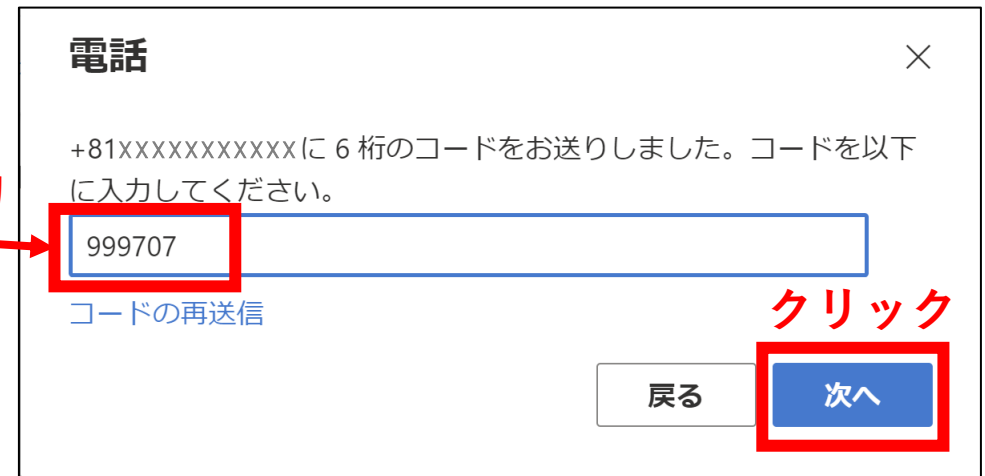 電話
+81xxxxxxxxxxxに 6 桁のコードをお送りしました。コードを以下
に入力してください。
999707
コードの再送信
クリック
戻る
次へ